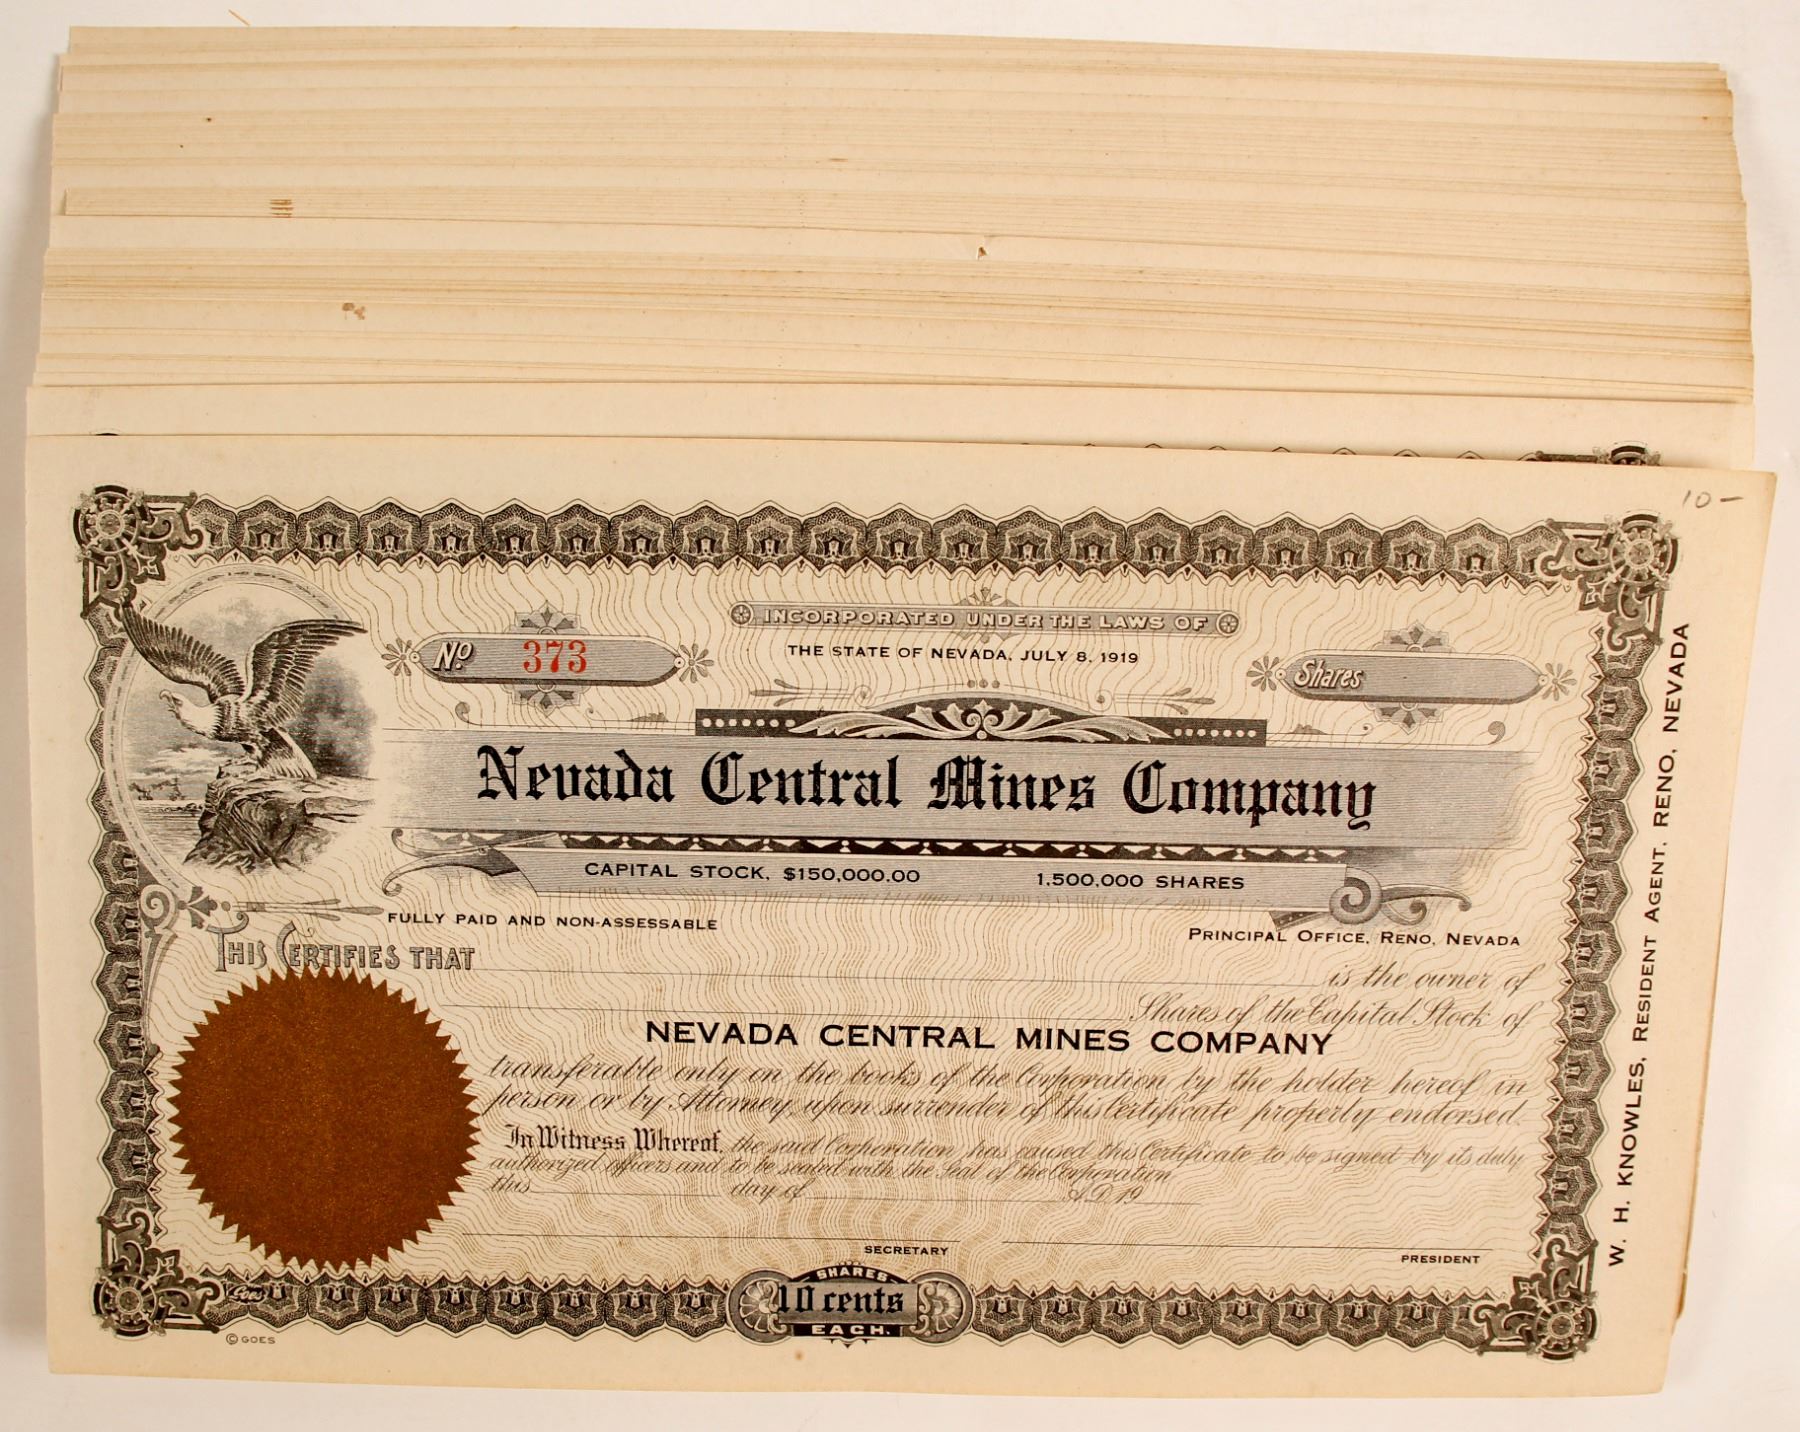 10-
INCORPORATED UNDER THE LAWS OF
No. 373
THE STATE OF NEVADA, JULY 8, 1919
Shares
Nevada Central Mines Company
CAPITAL STOCK, $150,000.00 1,500,000 SHARES
FULLY PAID AND NON-ASSESSABLE
PRINCIPAL OFFICE, RENO, NEVADA
THIS CERTIFIES THAT is the owner of
Shares of the Capital Stock of
NEVADA CENTRAL MINES COMPANY
transferable only on the books of the Corporation by the holder hereof in
person or by Attorney, upon surrender of this Certificate properly endorsed.
In Witness Whereof, the said Corporation has caused this Certificate to be signed by its duly
authorized officers and to be sealed with the Seal of the Corporation
this day of A.D. 19
SECRETARY PRESIDENT
SHARES
10 cents
EACH.
Goes
© GOES
W. H. KNOWLES, RESIDENT AGENT, RENO, NEVADA